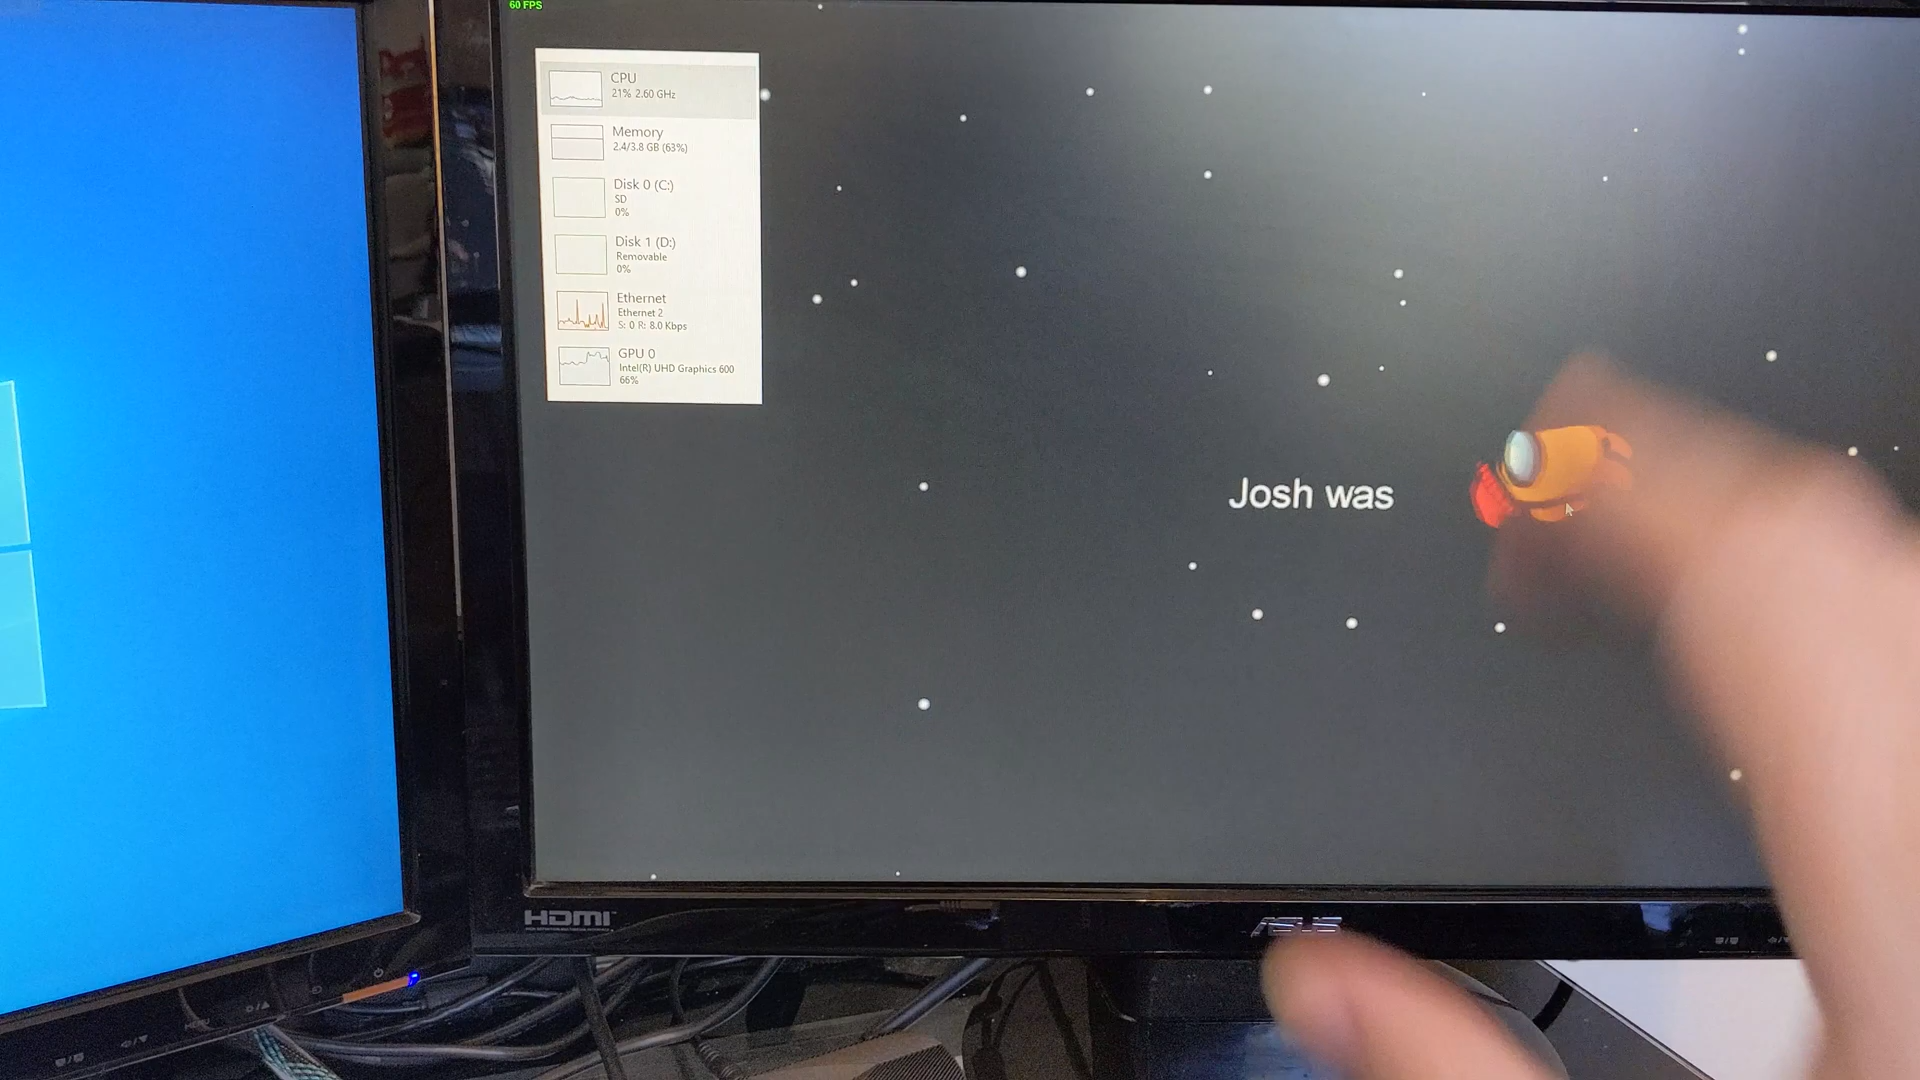 60 FPS
CPU
21% 2.60 GHz
Memory
2.4/3.8 GB (63%)
Disk 0 (C:)
SD
0%
Disk 1 (D:)
Removable
0%
Ethernet
Ethernet 2
S: 0 R: 8.0 Kbps
GPU 0
Intel(R) UHD Graphics 600
66%
Josh was
HDMI
ASUS